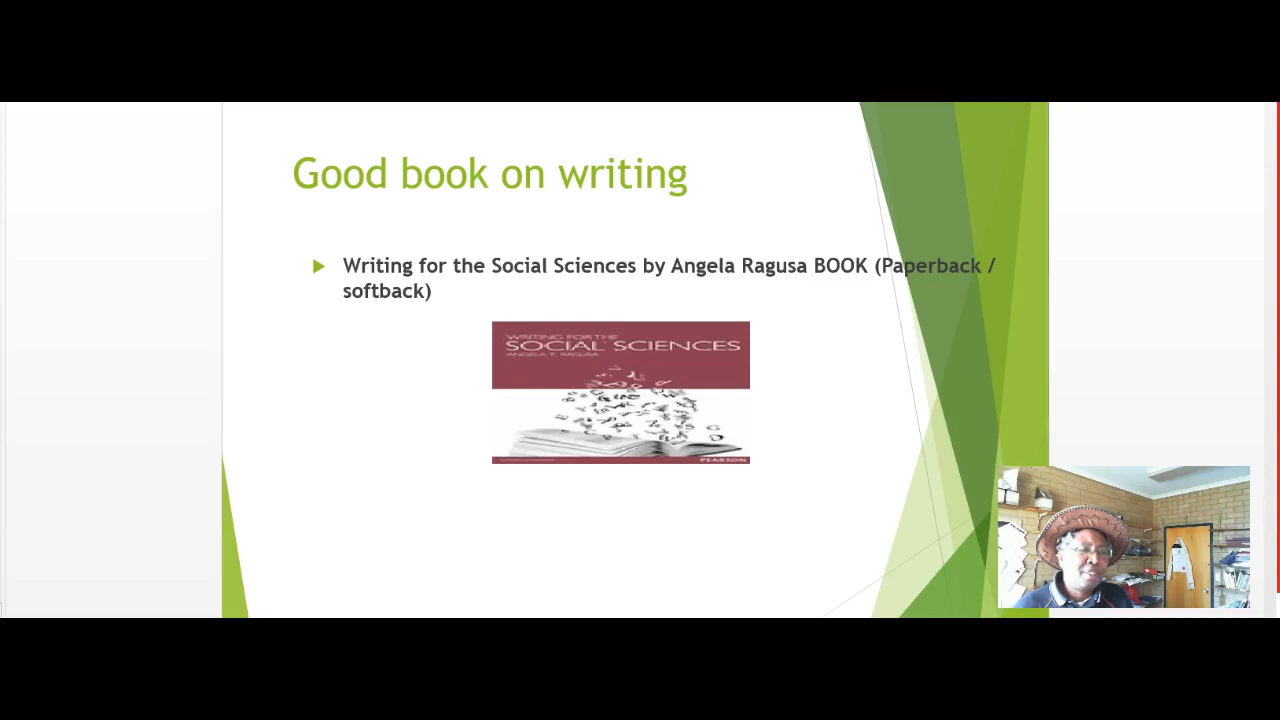 Good book on writing
Writing for the Social Sciences by Angela Ragusa BOOK (Paperback /
softback)
WRITING FOR THE
SOCIAL SCIENCES
ANGELA T. RAGUSA
PEARSON